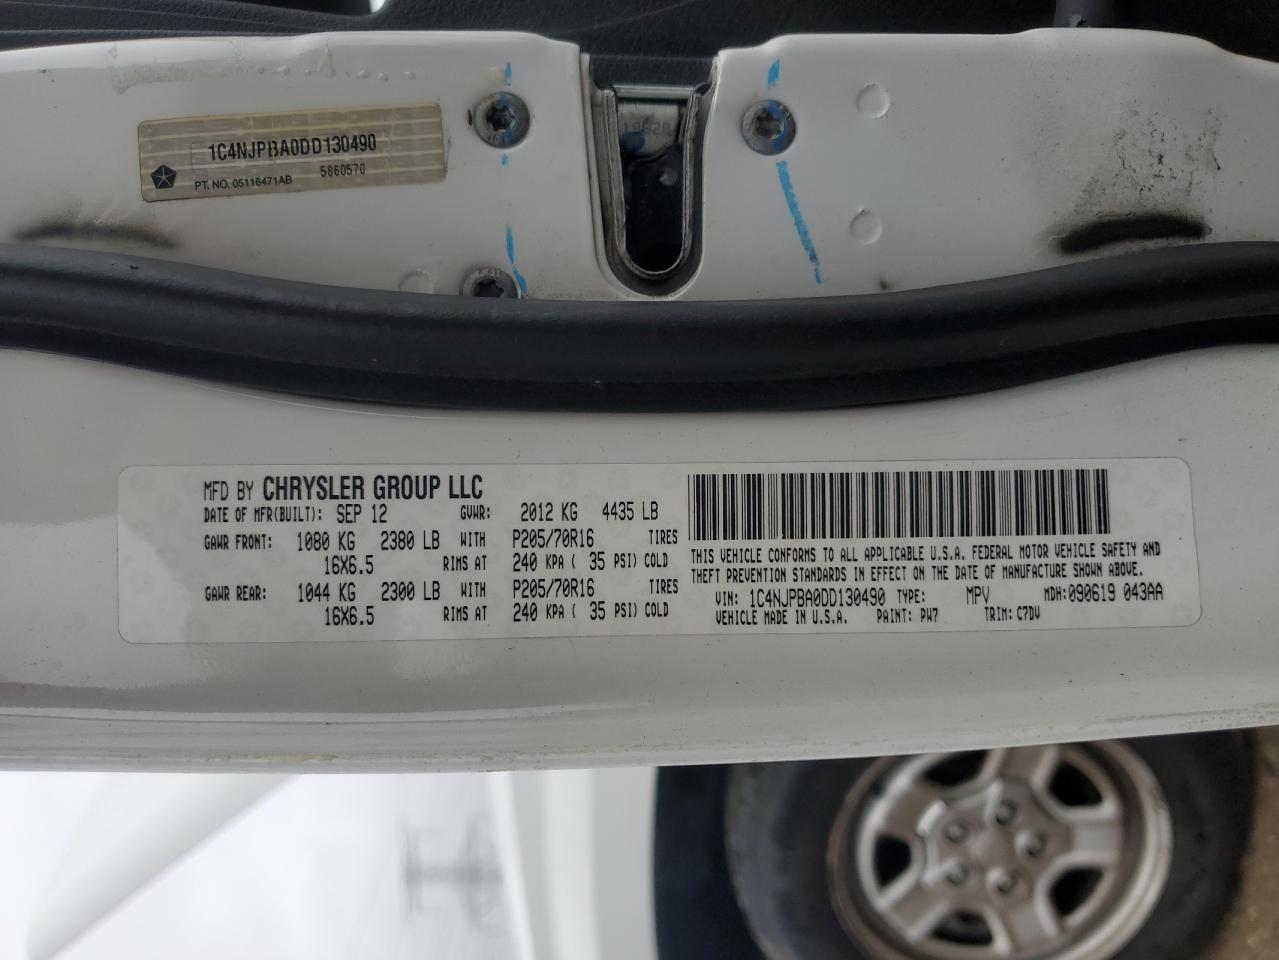 1C4NJPBA0DD130490
PT. NO. 05116471AB 5860570
MFD BY CHRYSLER GROUP LLC
DATE OF MFR(BUILT): SEP 12 GVWR: 2012 KG 4435 LB
GAWR FRONT: 1080 KG 2380 LB WITH P205/70R16 TIRES
16X6.5 RIMS AT 240 KPA ( 35 PSI) COLD
GAWR REAR: 1044 KG 2300 LB WITH P205/70R16 TIRES
16X6.5 RIMS AT 240 KPA ( 35 PSI) COLD
THIS VEHICLE CONFORMS TO ALL APPLICABLE U.S.A. FEDERAL MOTOR VEHICLE SAFETY AND
THEFT PREVENTION STANDARDS IN EFFECT ON THE DATE OF MANUFACTURE SHOWN ABOVE.
VIN: 1C4NJPBA0DD130490 TYPE: MPV MDH: 090619 043AA
VEHICLE MADE IN U.S.A. PAINT: PW7 TRIM: C7DV